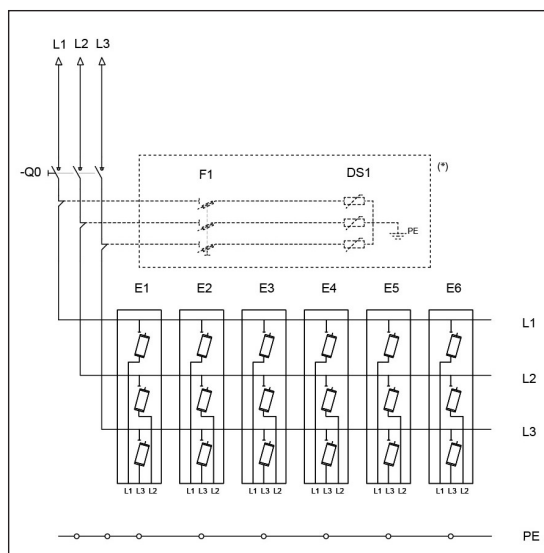 L1 L2 L3
-Q0
(*)
F1 DS1
PE
E1 E2 E3 E4 E5 E6
L1
L2
L3
L1 L3 L2 L1 L3 L2 L1 L3 L2 L1 L3 L2 L1 L3 L2 L1 L3 L2
PE